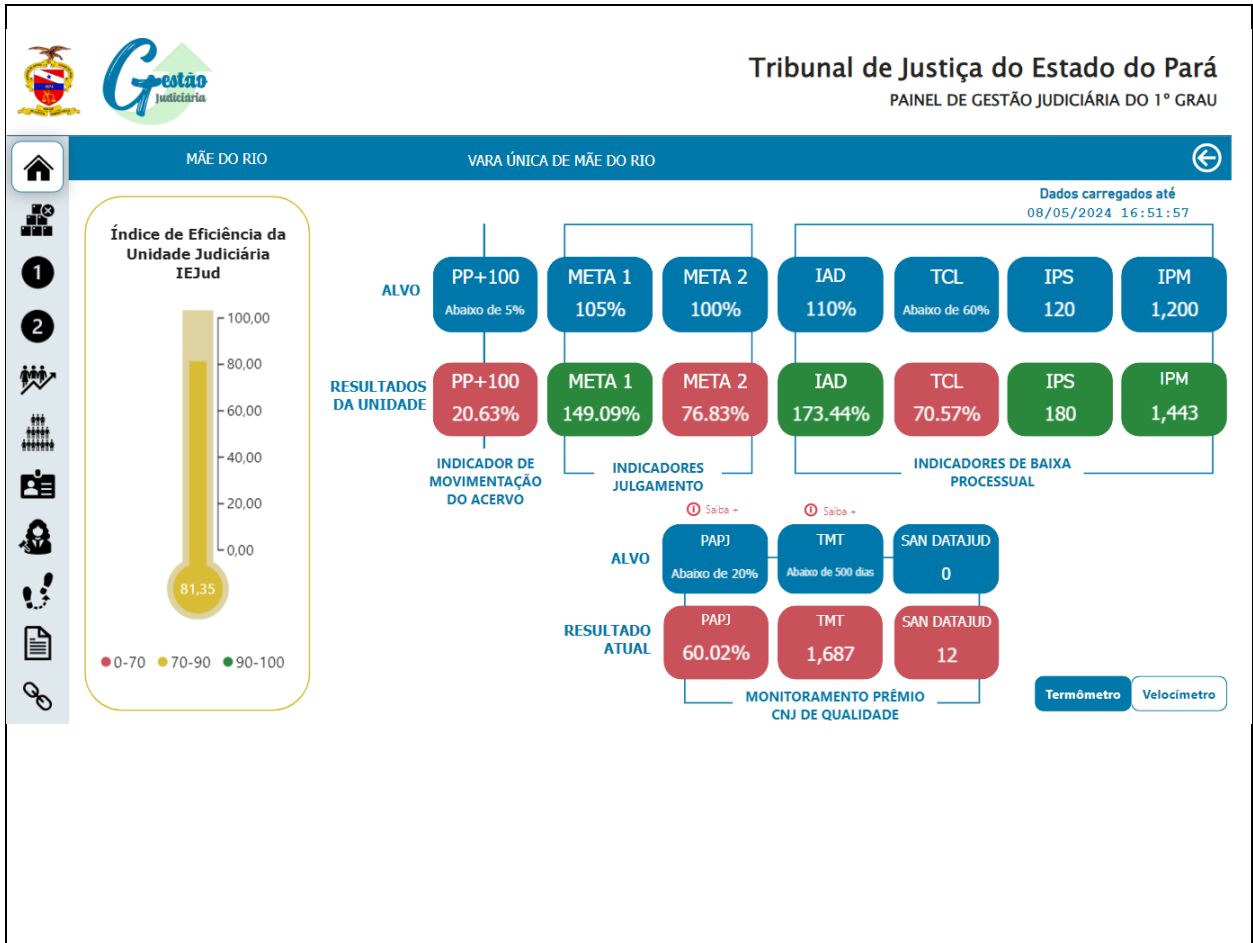 Gestão
Judiciária
Tribunal de Justiça do Estado do Pará
PAINEL DE GESTÃO JUDICIÁRIA DO 1º GRAU
MÃE DO RIO
VARA ÚNICA DE MÃE DO RIO
Dados carregados até
08/05/2024 16:51:57
Índice de Eficiência da
Unidade Judiciária
IEJud
100,00
80,00
60,00
40,00
20,00
0,00
81,35
0-70 70-90 90-100
1
2
ALVO
PP+100
Abaixo de 5%
META 1
105%
META 2
100%
IAD
110%
TCL
Abaixo de 60%
IPS
120
IPM
1,200
RESULTADOS
DA UNIDADE
PP+100
20.63%
META 1
149.09%
META 2
76.83%
IAD
173.44%
TCL
70.57%
IPS
180
IPM
1,443
INDICADOR DE
MOVIMENTAÇÃO
DO ACERVO
INDICADORES
JULGAMENTO
INDICADORES DE BAIXA
PROCESSUAL
Saiba +
Saiba +
ALVO
PAPJ
Abaixo de 20%
TMT
Abaixo de 500 dias
SAN DATAJUD
0
RESULTADO
ATUAL
PAPJ
60.02%
TMT
1,687
SAN DATAJUD
12
MONITORAMENTO PRÊMIO
CNJ DE QUALIDADE
Termômetro
Velocímetro